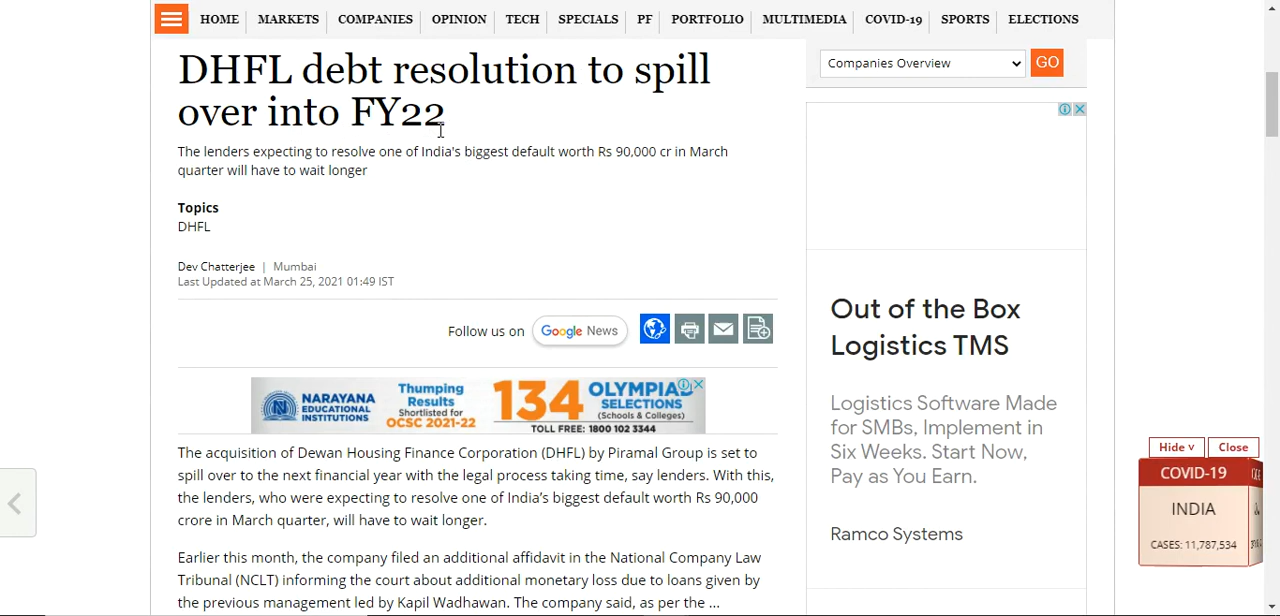 HOME MARKETS COMPANIES OPINION TECH SPECIALS PF PORTFOLIO MULTIMEDIA COVID-19 SPORTS ELECTIONS
DHFL debt resolution to spill
over into FY22
The lenders expecting to resolve one of India's biggest default worth Rs 90,000 cr in March
quarter will have to wait longer
Topics
DHFL
Dev Chatterjee | Mumbai
Last Updated at March 25, 2021 01:49 IST
Follow us on Google News
NARAYANA
EDUCATIONAL
INSTITUTIONS
Thumping
Results
Shortlisted for
OCSC 2021-22
134 OLYMPIAD
SELECTIONS
(Schools & Colleges)
TOLL FREE: 1800 102 3344
The acquisition of Dewan Housing Finance Corporation (DHFL) by Piramal Group is set to
spill over to the next financial year with the legal process taking time, say lenders. With this,
the lenders, who were expecting to resolve one of India's biggest default worth Rs 90,000
crore in March quarter, will have to wait longer.
Earlier this month, the company filed an additional affidavit in the National Company Law
Tribunal (NCLT) informing the court about additional monetary loss due to loans given by
the previous management led by Kapil Wadhawan. The company said, as per the ...
Companies Overview
GO
Out of the Box
Logistics TMS
Logistics Software Made
for SMBs, Implement in
Six Weeks. Start Now,
Pay as You Earn.
Ramco Systems
Hide v Close
COVID-19
INDIA
CASES: 11,787,534